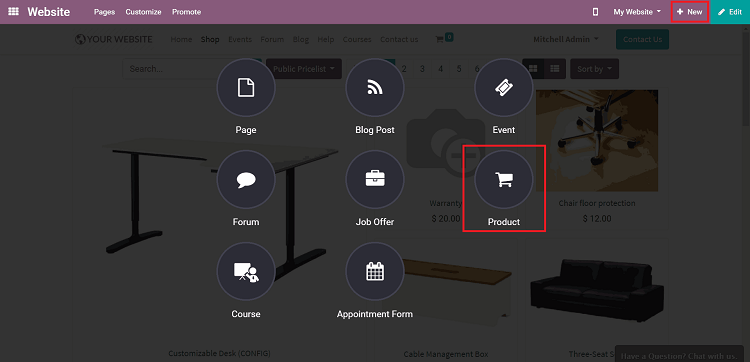 Website Pages Customize Promote My Website New Edit
YOUR WEBSITE Home Shop Events Forum Blog Help Courses Contact us 0 Mitchell Admin Contact Us
Search... Public Pricelist 2 3 4 5 6 Sort by
Page Blog Post Event
Warranty Chair floor protection
$ 20.00 $ 12.00
Forum Job Offer Product
Course Appointment Form
Customizable Desk (CONFIG) Cable Management Box Three-Seat
Have a Question? Chat with us.